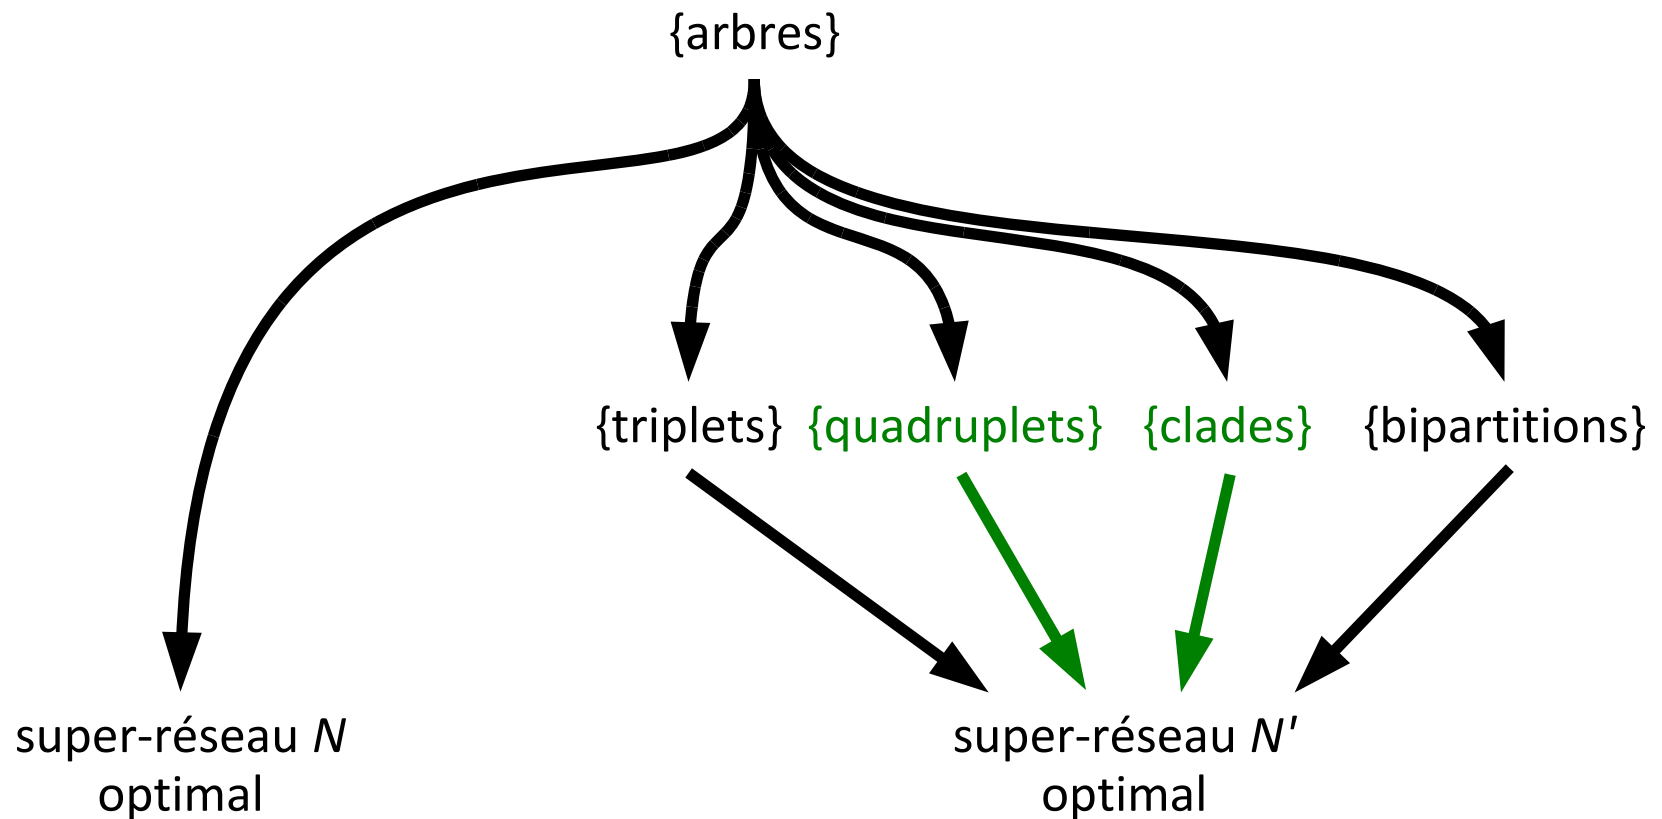 {arbres}
{triplets} {quadruplets} {clades} {bipartitions}
super-réseau N
optimal
super-réseau N'
optimal